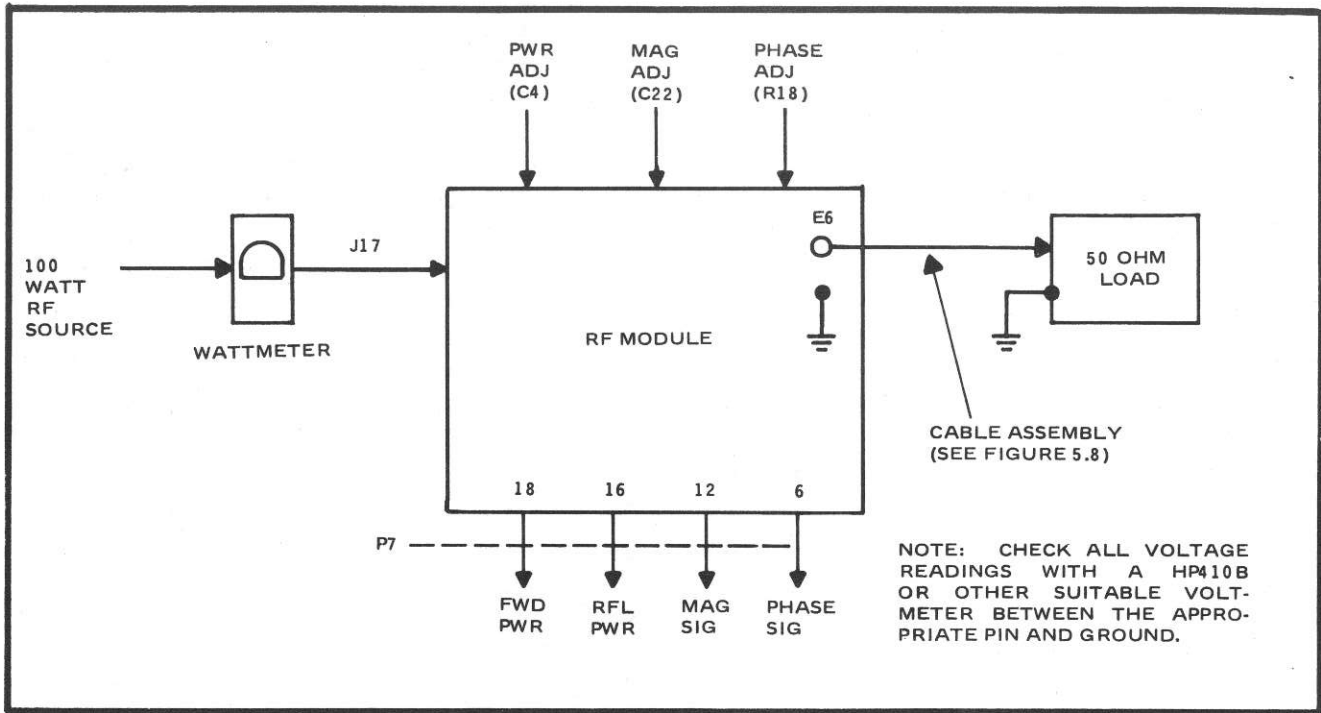 PWR
ADJ
(C4)
MAG
ADJ
(C22)
PHASE
ADJ
(R18)
E6
J17
100
WATT
RF
SOURCE
50 OHM
LOAD
WATTMETER
RF MODULE
CABLE ASSEMBLY
(SEE FIGURE 5.8)
18
16
12
6
P7
FWD
PWR
RFL
PWR
MAG
SIG
PHASE
SIG
NOTE: CHECK ALL VOLTAGE
READINGS WITH A HP410B
OR OTHER SUITABLE VOLT-
METER BETWEEN THE APPRO-
PRIATE PIN AND GROUND.